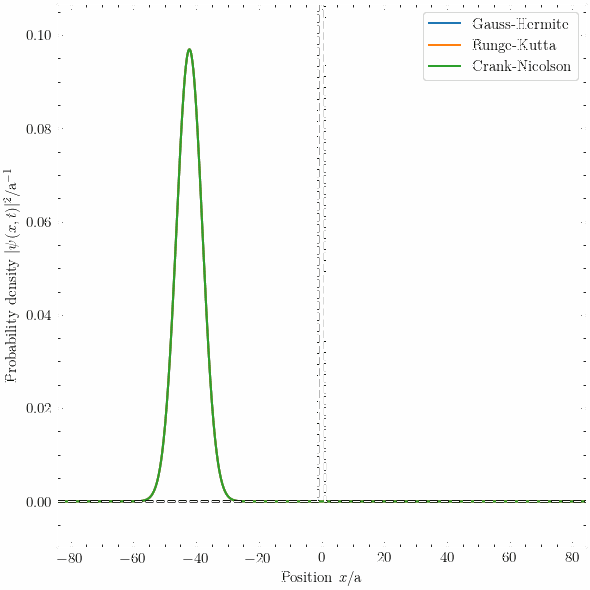 Gauss-Hermite
Runge-Kutta
Crank-Nicolson
0.10
0.08
0.06
0.04
0.02
0.00
Probability density |ψ(x, t)|²/a⁻¹
−80 −60 −40 −20 0 20 40 60 80
Position x/a